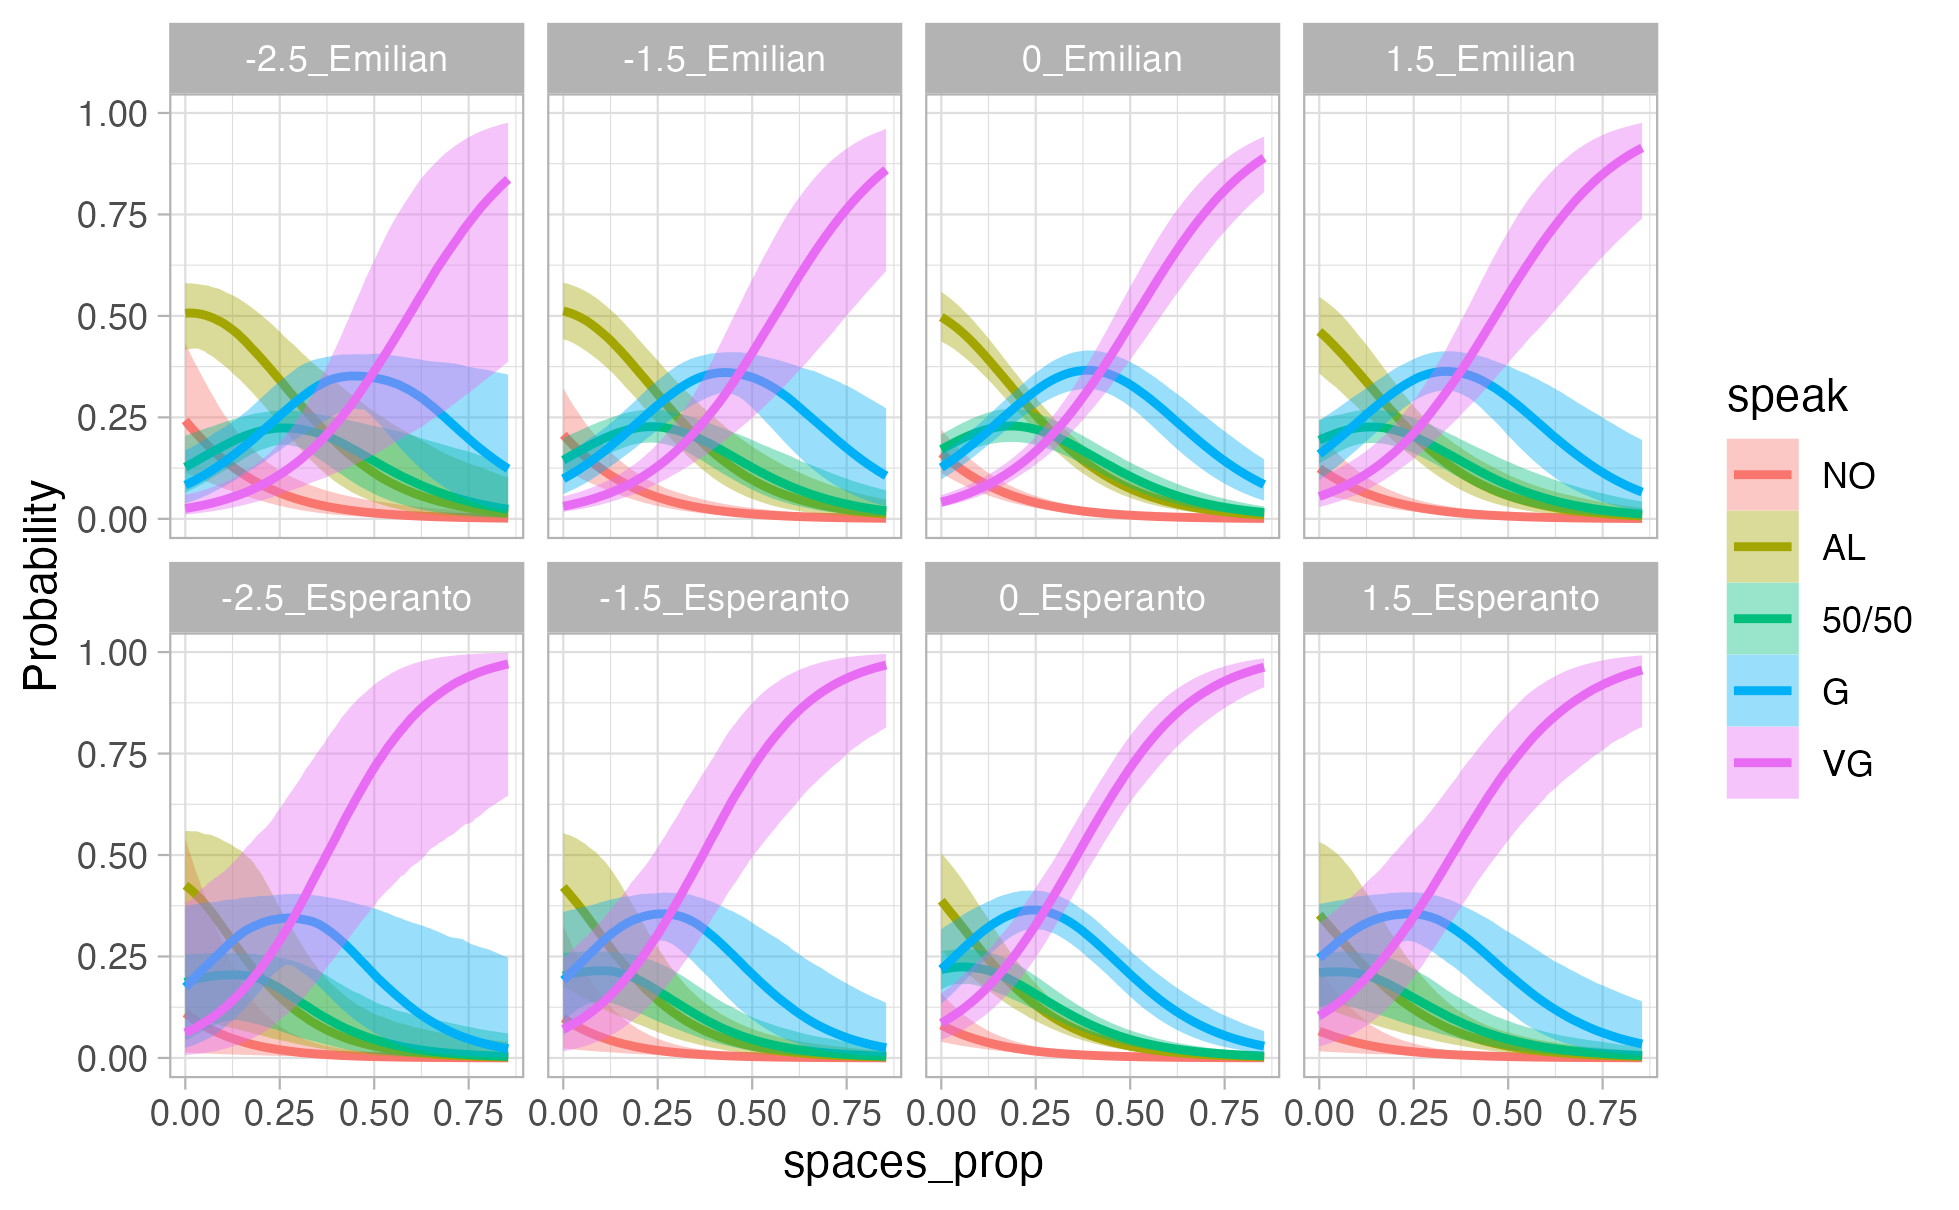 -2.5_Emilian -1.5_Emilian 0_Emilian 1.5_Emilian
1.00
0.75
0.50
0.25
0.00
-2.5_Esperanto -1.5_Esperanto 0_Esperanto 1.5_Esperanto
1.00
0.75
0.50
0.25
0.00
0.00 0.25 0.50 0.75 0.00 0.25 0.50 0.75 0.00 0.25 0.50 0.75 0.00 0.25 0.50 0.75
spaces_prop
Probability
speak
NO
AL
50/50
G
VG